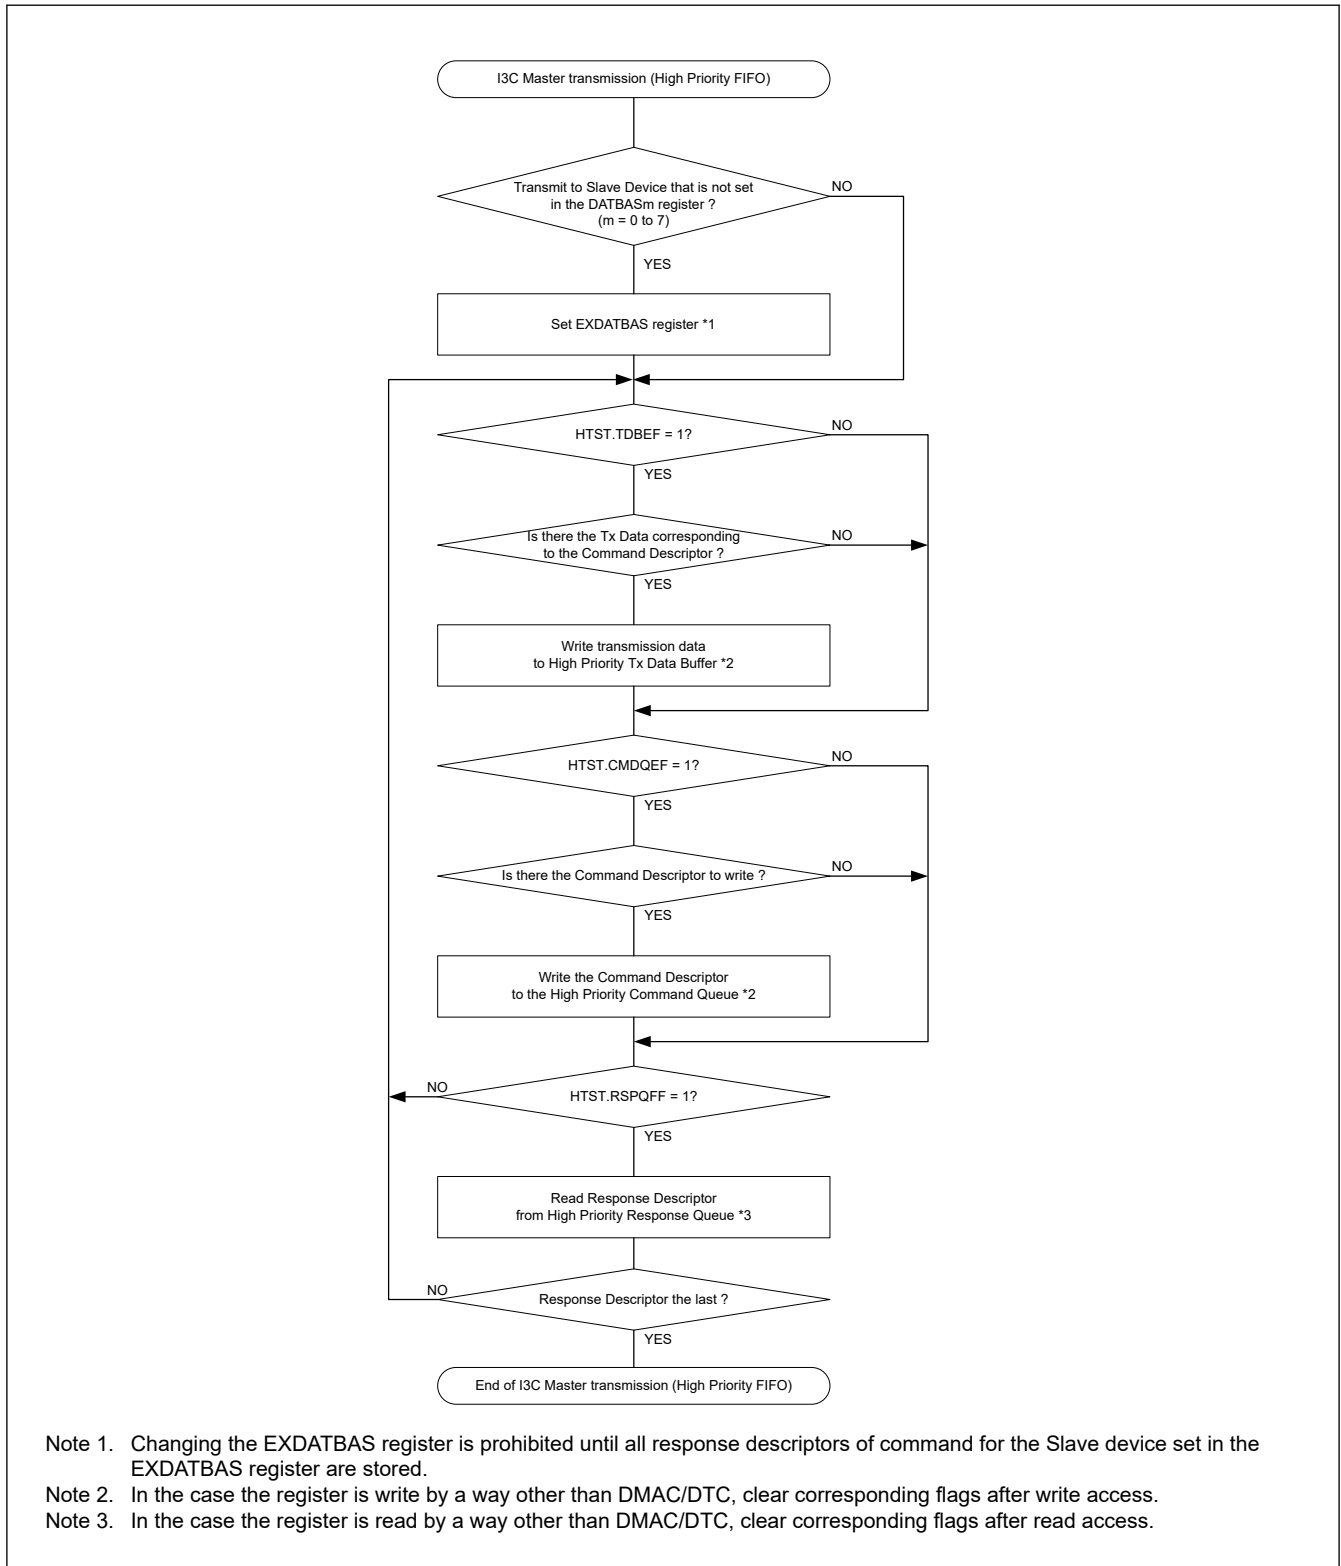 I3C Master transmission (High Priority FIFO)
Transmit to Slave Device that is not set
in the DATBASm register ?
(m = 0 to 7)
NO
YES
Set EXDATBAS register *1
HTST.TDBEF = 1?
NO
YES
Is there the Tx Data corresponding
to the Command Descriptor ?
NO
YES
Write transmission data
to High Priority Tx Data Buffer *2
HTST.CMDQEF = 1?
NO
YES
Is there the Command Descriptor to write ?
NO
YES
Write the Command Descriptor
to the High Priority Command Queue *2
NO
HTST.RSPQFF = 1?
YES
Read Response Descriptor
from High Priority Response Queue *3
NO
Response Descriptor the last ?
YES
End of I3C Master transmission (High Priority FIFO)
Note 1. Changing the EXDATBAS register is prohibited until all response descriptors of command for the Slave device set in the
EXDATBAS register are stored.
Note 2. In the case the register is write by a way other than DMAC/DTC, clear corresponding flags after write access.
Note 3. In the case the register is read by a way other than DMAC/DTC, clear corresponding flags after read access.